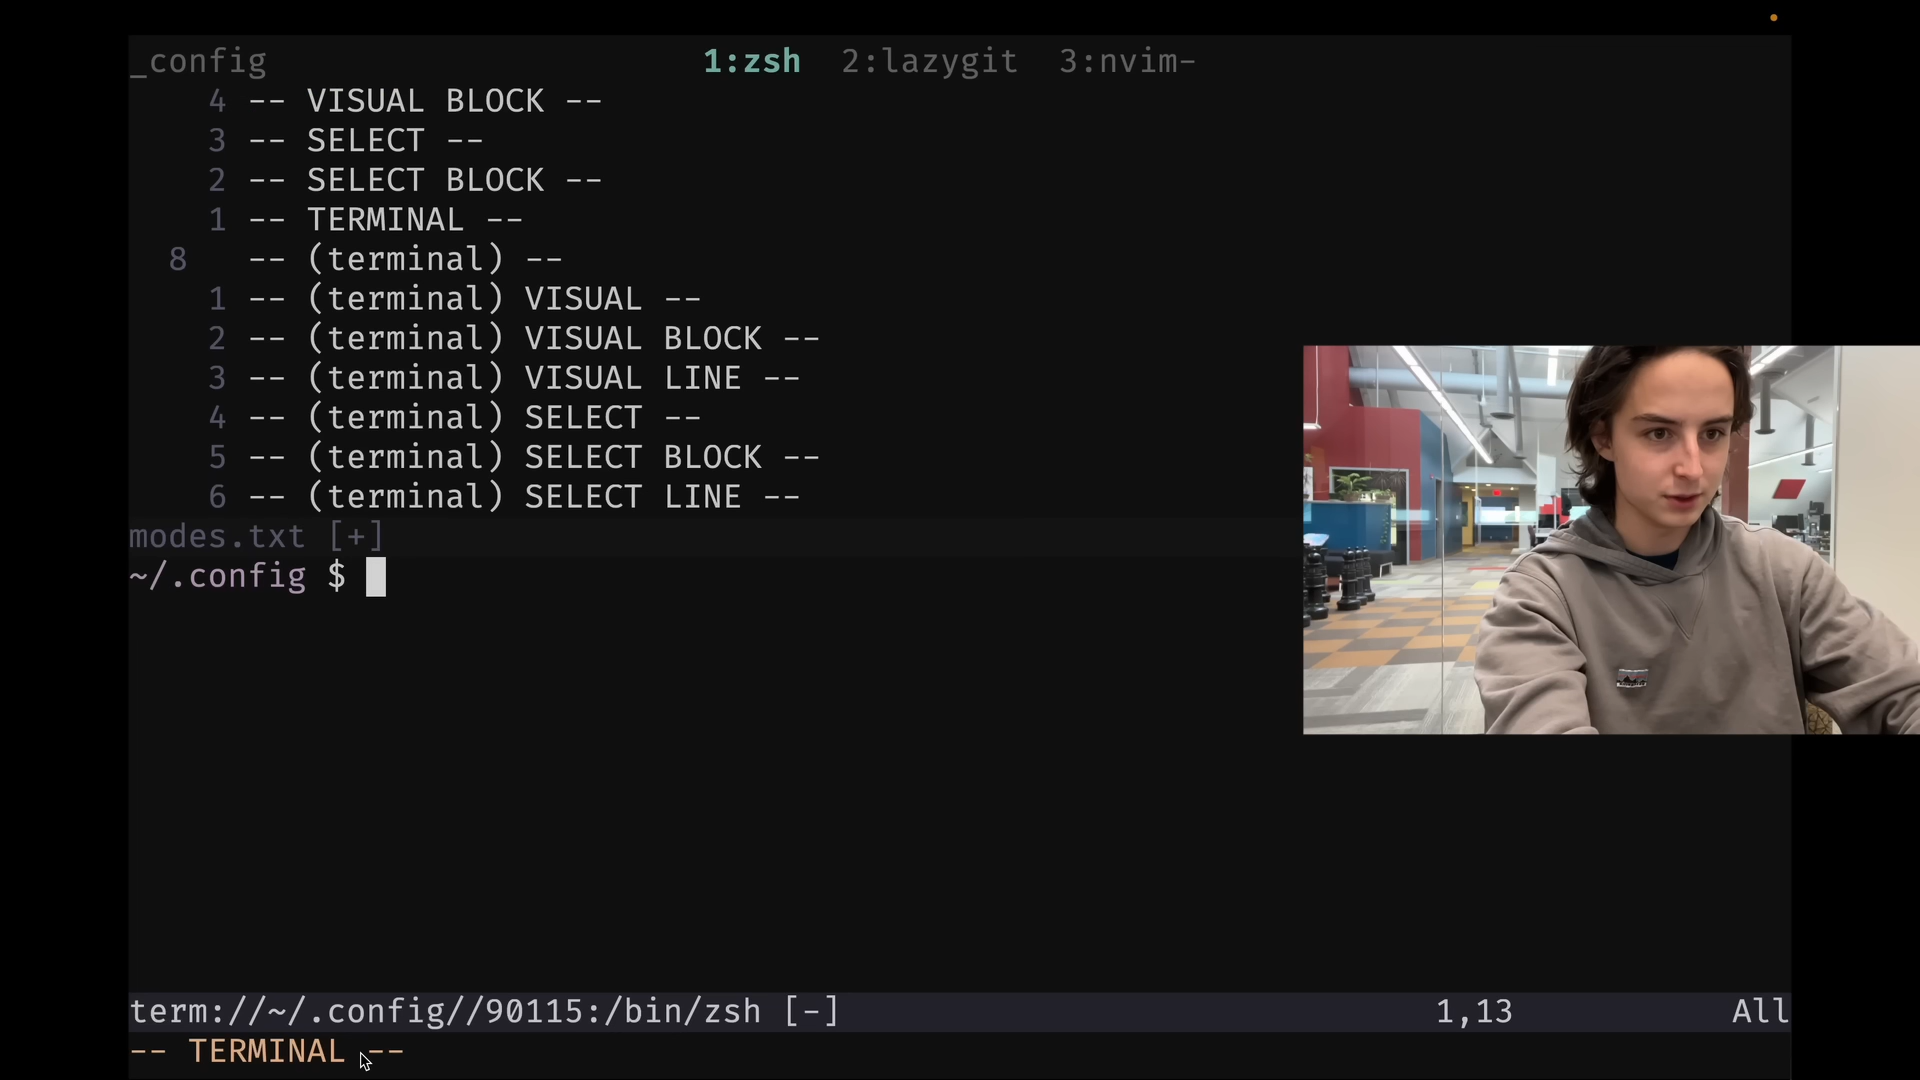 _config 1:zsh 2:lazygit 3:nvim-
4 -- VISUAL BLOCK --
3 -- SELECT --
2 -- SELECT BLOCK --
1 -- TERMINAL --
8 -- (terminal) --
1 -- (terminal) VISUAL --
2 -- (terminal) VISUAL BLOCK --
3 -- (terminal) VISUAL LINE --
4 -- (terminal) SELECT --
5 -- (terminal) SELECT BLOCK --
6 -- (terminal) SELECT LINE --
modes.txt [+]
~/.config $
term://~/.config//90115:/bin/zsh [-] 1,13 All
-- TERMINAL --